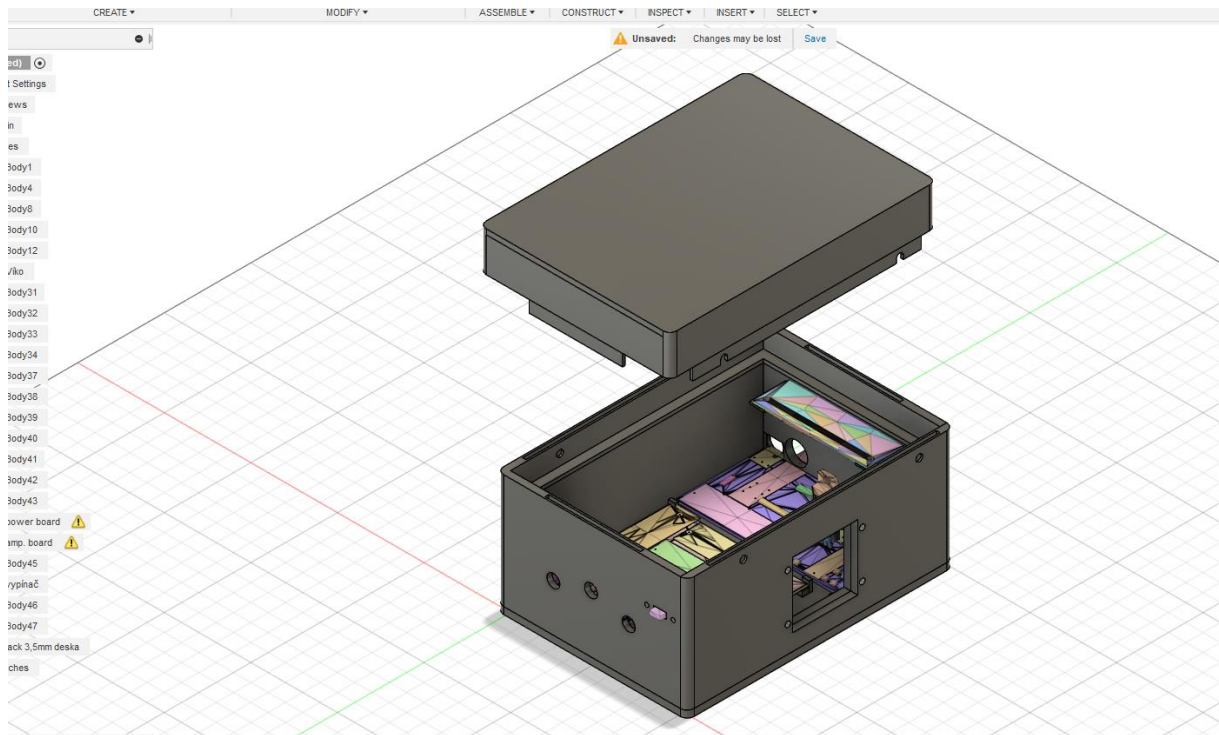 CREATE MODIFY ASSEMBLE CONSTRUCT INSPECT INSERT SELECT
Unsaved: Changes may be lost Save
ed)
t Settings
ews
in
es
Body1
Body4
Body8
Body10
Body12
Víko
Body31
Body32
Body33
Body34
Body37
Body38
Body39
Body40
Body41
Body42
Body43
power board
amp. board
Body45
vypínač
Body46
Body47
ack 3,5mm deska
ches